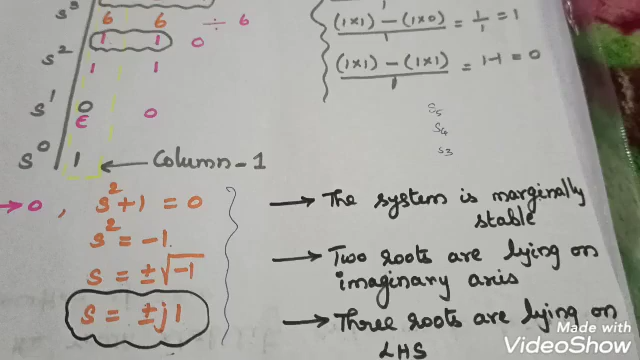 s³
6 6 ÷ 6
s² 1 1 0
1 1
s¹ 0 0
ϵ
s⁰ 1 ← Column-1
(1×1) - (1×0) / 1 = 1/1 = 1
(1×1) - (1×1) / 1 = 1-1 = 0
S5
S4
S3
→ 0 , s²+1 = 0
s² = -1.
s = ±√-1
s = ±j1
→ The system is marginally
stable
→ Two roots are lying on
imaginary axis
→ Three roots are lying on
LHS
Made with
VideoShow